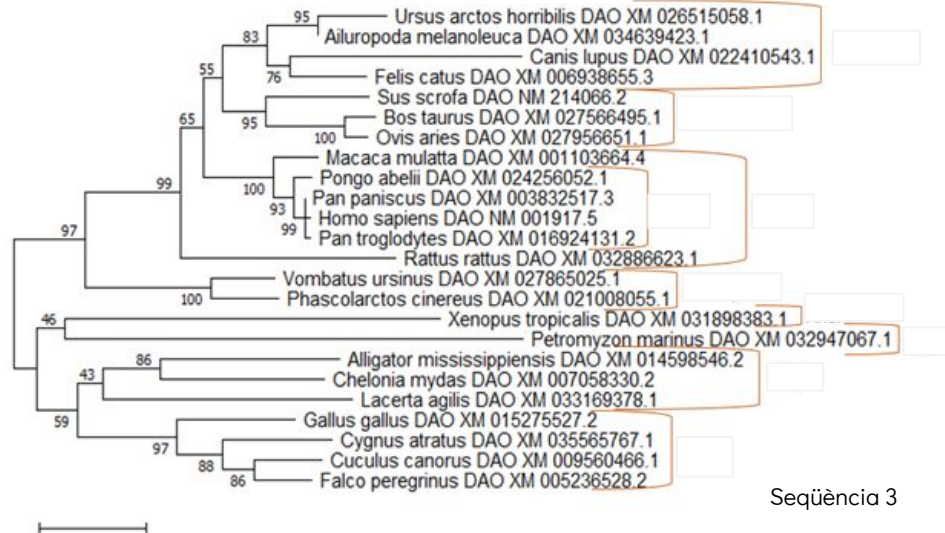 95
Ursus arctos horribilis DAO XM 026515058.1
83
Ailuropoda melanoleuca DAO XM 034639423.1
Canis lupus DAO XM 022410543.1
55
76
Felis catus DAO XM 006938655.3
Sus scrofa DAO NM 214066.2
65
95
Bos taurus DAO XM 027566495.1
100
Ovis aries DAO XM 027956651.1
Macaca mulatta DAO XM 001103664.4
99
100
Pongo abelii DAO XM 024256052.1
93
Pan paniscus DAO XM 003832517.3
Homo sapiens DAO NM 001917.5
97
99
Pan troglodytes DAO XM 016924131.2
Rattus rattus DAO XM 032886623.1
Vombatus ursinus DAO XM 027865025.1
100
Phascolarctos cinereus DAO XM 021008055.1
46
Xenopus tropicalis DAO XM 031898383.1
Petromyzon marinus DAO XM 032947067.1
86
Alligator mississippiensis DAO XM 014598546.2
43
Chelonia mydas DAO XM 007058330.2
Lacerta agilis DAO XM 033169378.1
59
Gallus gallus DAO XM 015275527.2
97
Cygnus atratus DAO XM 035565767.1
88
Cuculus canorus DAO XM 009560466.1
86
Falco peregrinus DAO XM 005236528.2
Seqüència 3